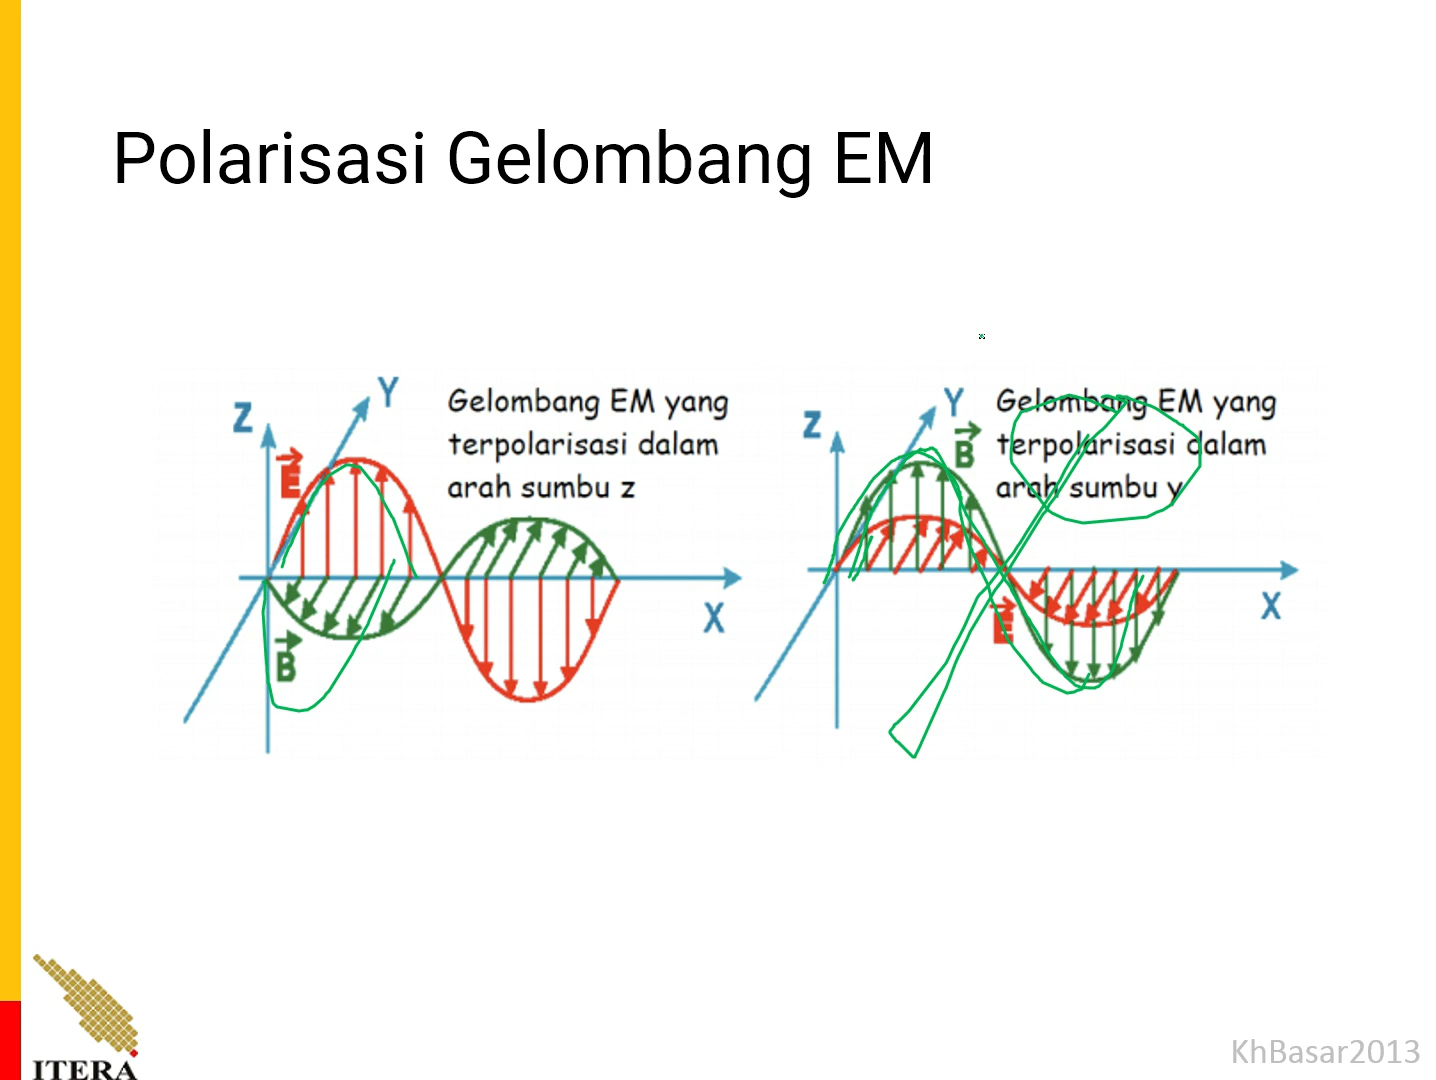 Polarisasi Gelombang EM
Z
Y
Gelombang EM yang
terpolarisasi dalam
arah sumbu z
E
B
X
Z
Y
B
Gelombang EM yang
terpolarisasi dalam
arah sumbu y
E
X
ITERA
KhBasar2013